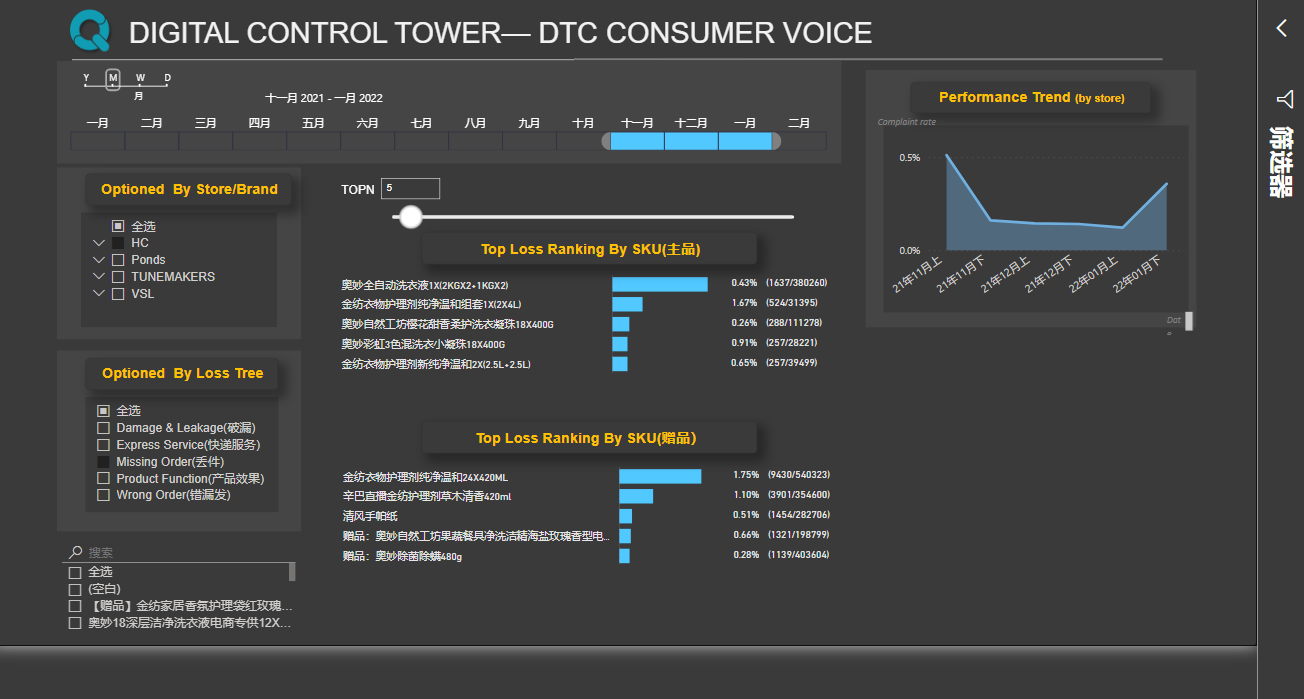 DIGITAL CONTROL TOWER— DTC CONSUMER VOICE
Y M W D
月
十一月 2021 - 一月 2022
一月 二月 三月 四月 五月 六月 七月 八月 九月 十月 十一月 十二月 一月 二月
Optioned By Store/Brand
全选
HC
Ponds
TUNEMAKERS
VSL
Optioned By Loss Tree
全选
Damage & Leakage(破漏)
Express Service(快递服务)
Missing Order(丢件)
Product Function(产品效果)
Wrong Order(错漏发)
搜索
全选
(空白)
【赠品】金纺家居香氛护理袋红玫瑰...
奥妙18深层洁净洗衣液电商专供12X...
TOPN 5
Top Loss Ranking By SKU(主品)
奥妙全自动洗衣液1X(2KGX2+1KGX2) 0.43% (1637/380260)
金纺衣物护理剂纯净温和组套1X(2X4L) 1.67% (524/31395)
奥妙自然工坊樱花甜香柔护洗衣凝珠18X400G 0.26% (288/111278)
奥妙彩虹3色混洗衣小凝珠18X400G 0.91% (257/28221)
金纺衣物护理剂新纯净温和2X(2.5L+2.5L) 0.65% (257/39499)
Top Loss Ranking By SKU(赠品)
金纺衣物护理剂纯净温和24X420ML 1.75% (9430/540323)
辛巴直播金纺护理剂草木清香420ml 1.10% (3901/354600)
清风手帕纸 0.51% (1454/282706)
赠品：奥妙自然工坊果蔬餐具净洗洁精海盐玫瑰香型电... 0.66% (1321/198799)
赠品：奥妙除菌除螨480g 0.28% (1139/403604)
Performance Trend (by store)
Complaint rate
0.5%
0.0%
21年11月上 21年11月下 21年12月上 21年12月下 22年01月上 22年01月下
Dat
e
筛选器